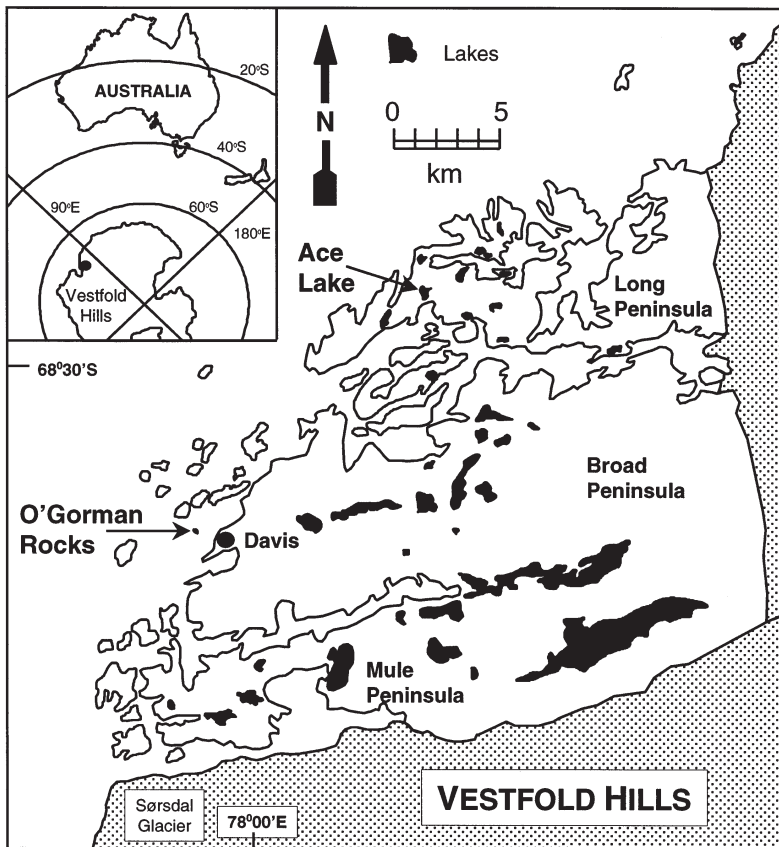 AUSTRALIA
20°S
40°S
60°S
90°E
180°E
Vestfold
Hills
N
Lakes
0 5
km
Ace
Lake
Long
Peninsula
68°30'S
Broad
Peninsula
O'Gorman
Rocks
Davis
Mule
Peninsula
VESTFOLD HILLS
Sørsdal
Glacier
78°00'E